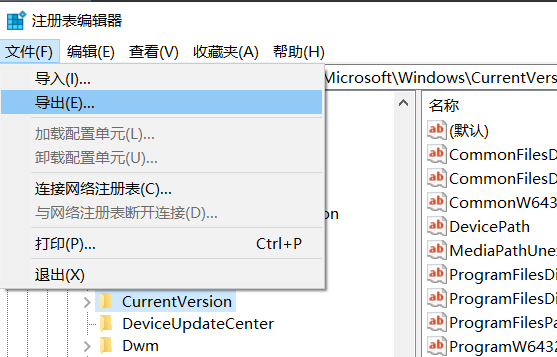 注册表编辑器
文件(F) 编辑(E) 查看(V) 收藏夹(A) 帮助(H)
导入(I)...
导出(E)...
加载配置单元(L)...
卸载配置单元(U)...
连接网络注册表(C)...
与网络注册表断开连接(D)...
打印(P)... Ctrl+P
退出(X)
Microsoft\Windows\CurrentVers
on
CurrentVersion
DeviceUpdateCenter
Dwm
名称
(默认)
CommonFilesD
CommonFilesD
CommonW643
DevicePath
MediaPathUne
ProgramFilesDi
ProgramFilesDi
ProgramFilesPa
ProgramW6432